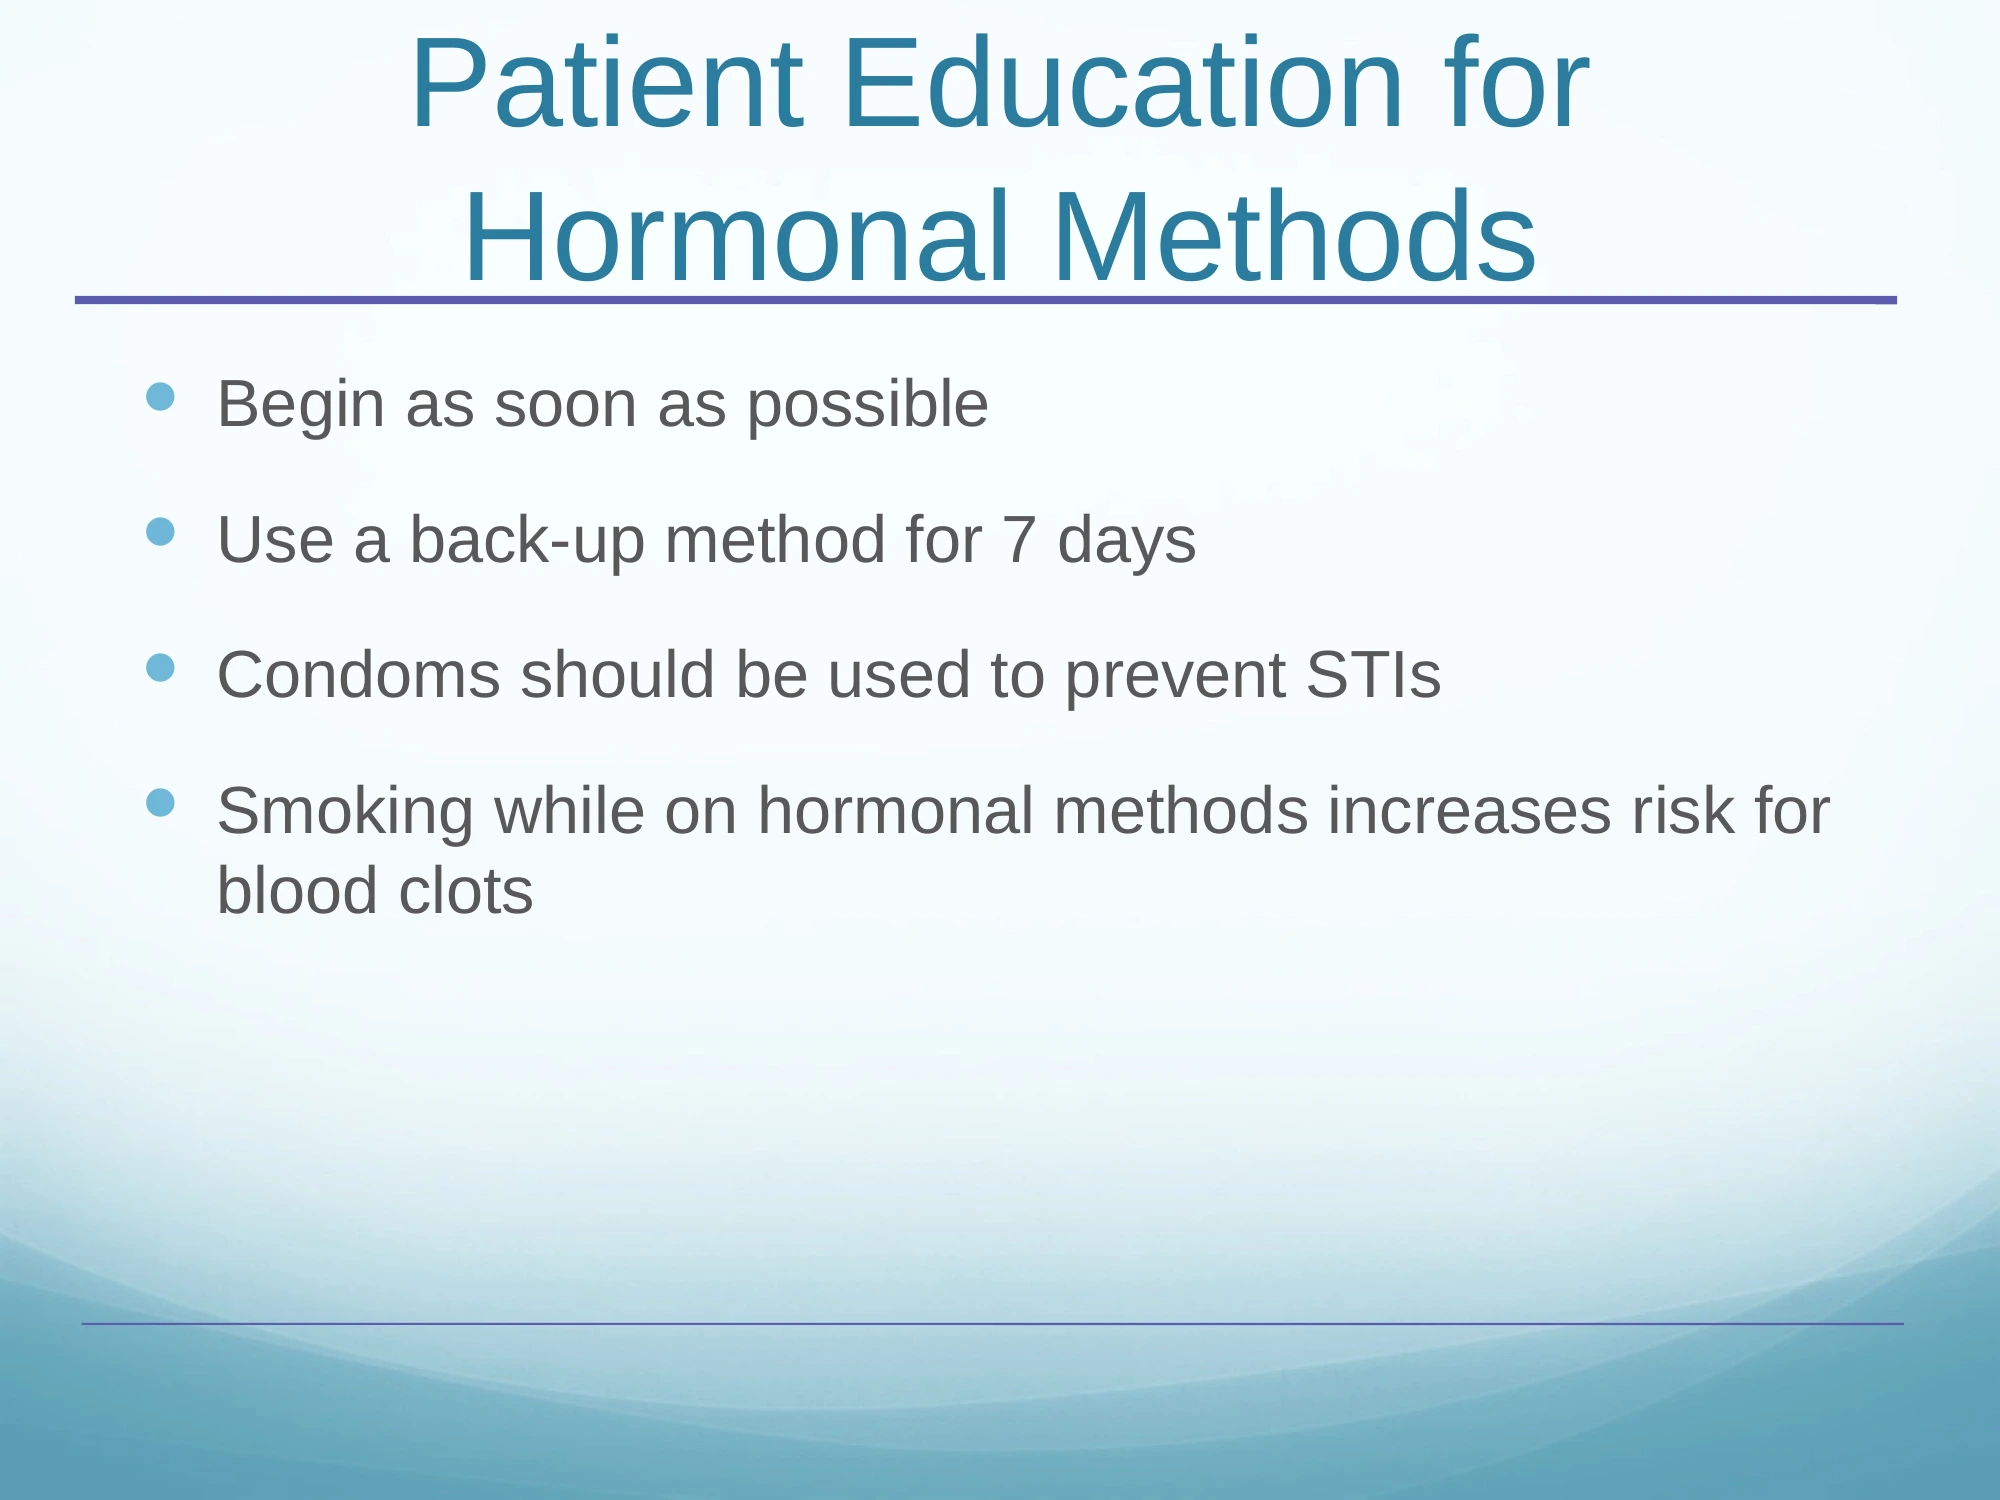 Patient Education for
Hormonal Methods
• Begin as soon as possible
• Use a back-up method for 7 days
• Condoms should be used to prevent STIs
• Smoking while on hormonal methods increases risk for
blood clots